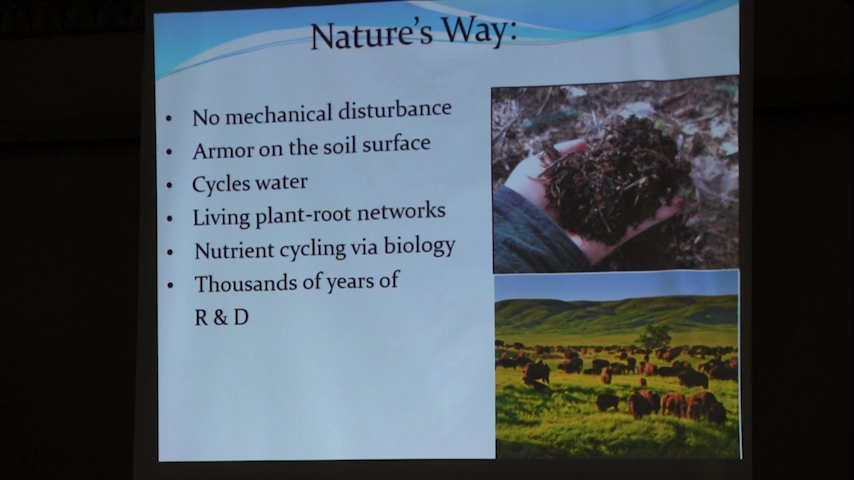 Nature's Way:
• No mechanical disturbance
• Armor on the soil surface
• Cycles water
• Living plant-root networks
• Nutrient cycling via biology
• Thousands of years of
R & D